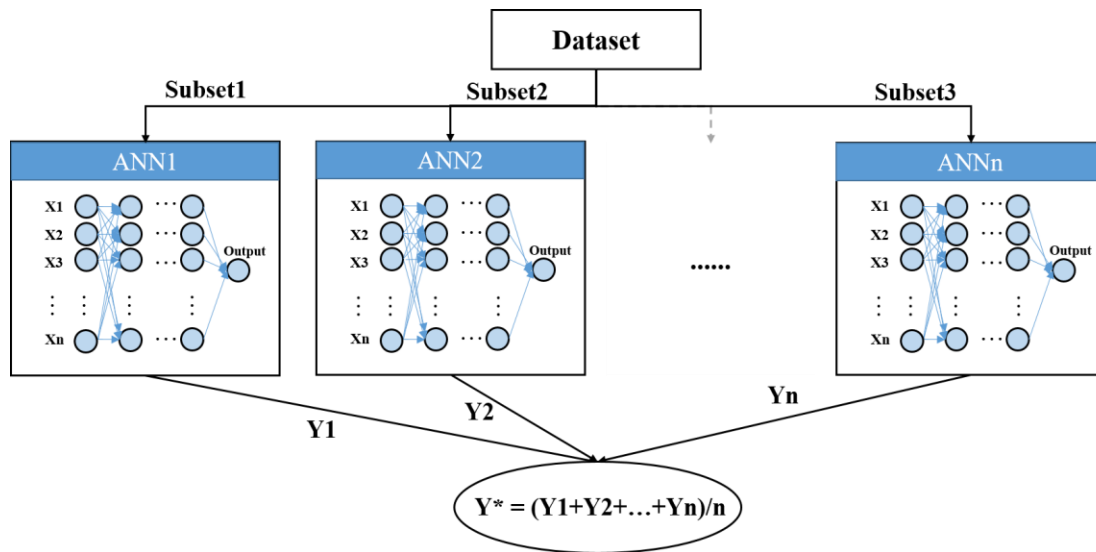 Dataset
Subset1
Subset2
Subset3
ANN1
X1
X2
X3
Xn
Output
ANN2
X1
X2
X3
Xn
Output
......
ANNn
X1
X2
X3
Xn
Output
Y1
Y2
Yn
Y* = (Y1+Y2+...+Yn)/n